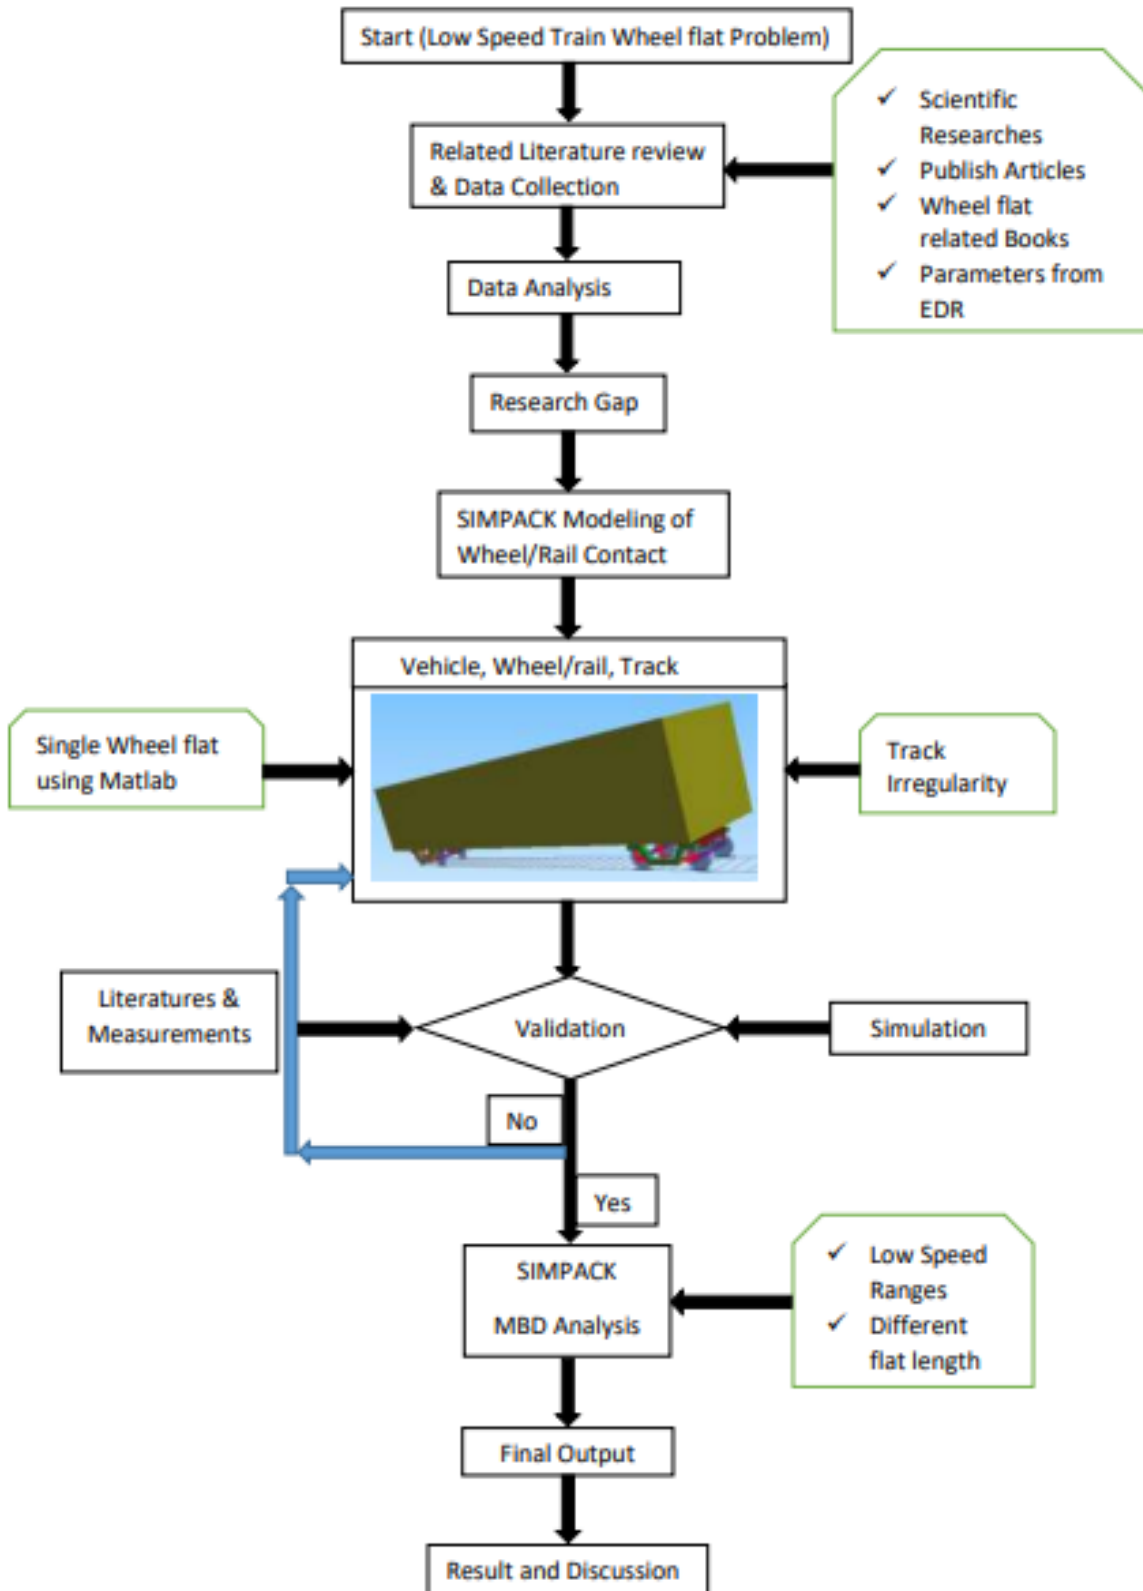 Start (Low Speed Train Wheel flat Problem)
Related Literature review
& Data Collection
✓ Scientific
Researches
✓ Publish Articles
✓ Wheel flat
related Books
✓ Parameters from
EDR
Data Analysis
Research Gap
SIMPACK Modeling of
Wheel/Rail Contact
Vehicle, Wheel/rail, Track
Single Wheel flat
using Matlab
Track
Irregularity
Literatures &
Measurements
Validation
Simulation
No
Yes
SIMPACK
MBD Analysis
✓ Low Speed
Ranges
✓ Different
flat length
Final Output
Result and Discussion